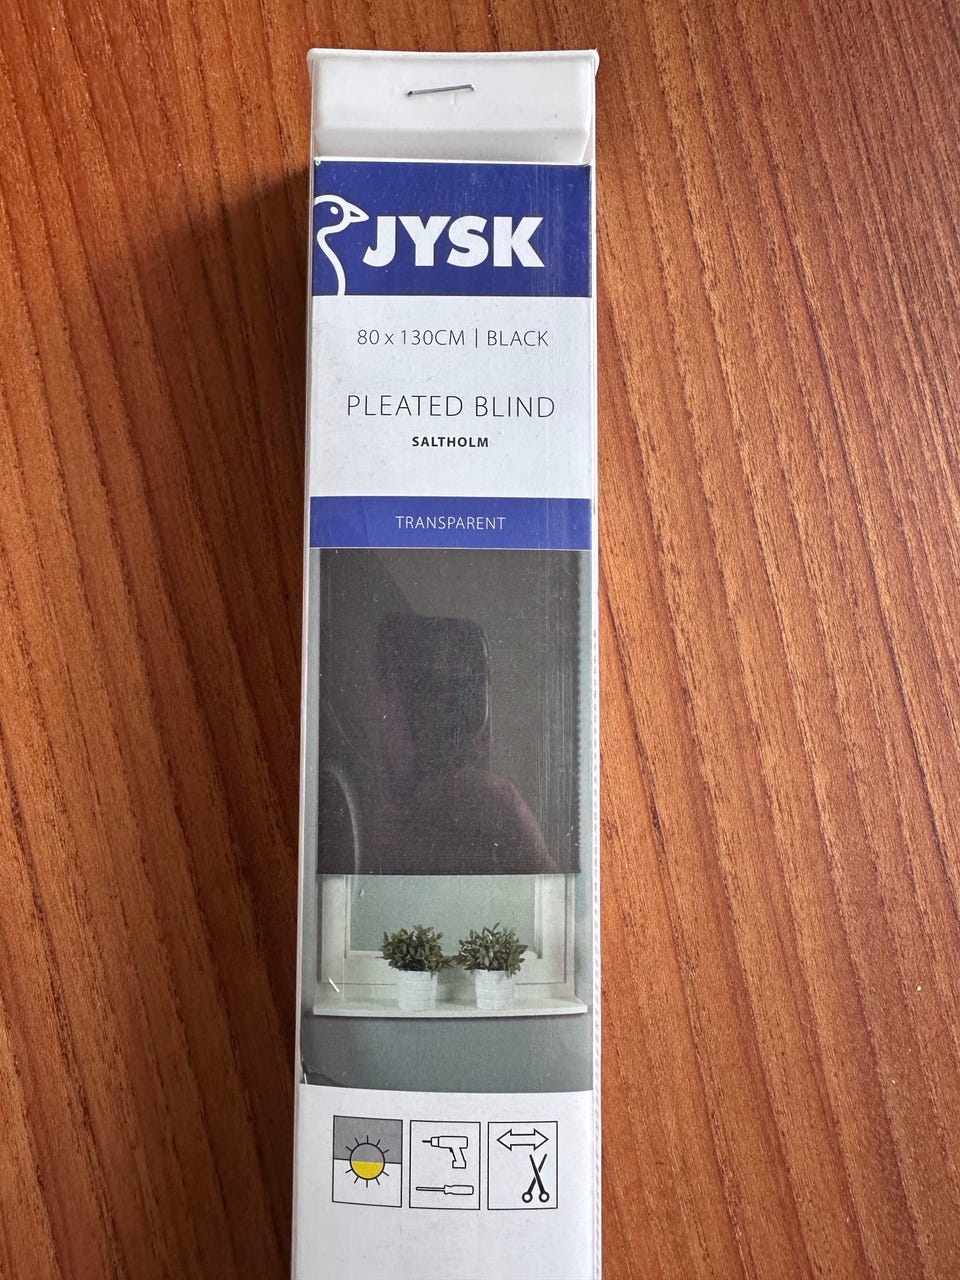 JYSK
80 x 130CM | BLACK
PLEATED BLIND
SALTHOLM
TRANSPARENT